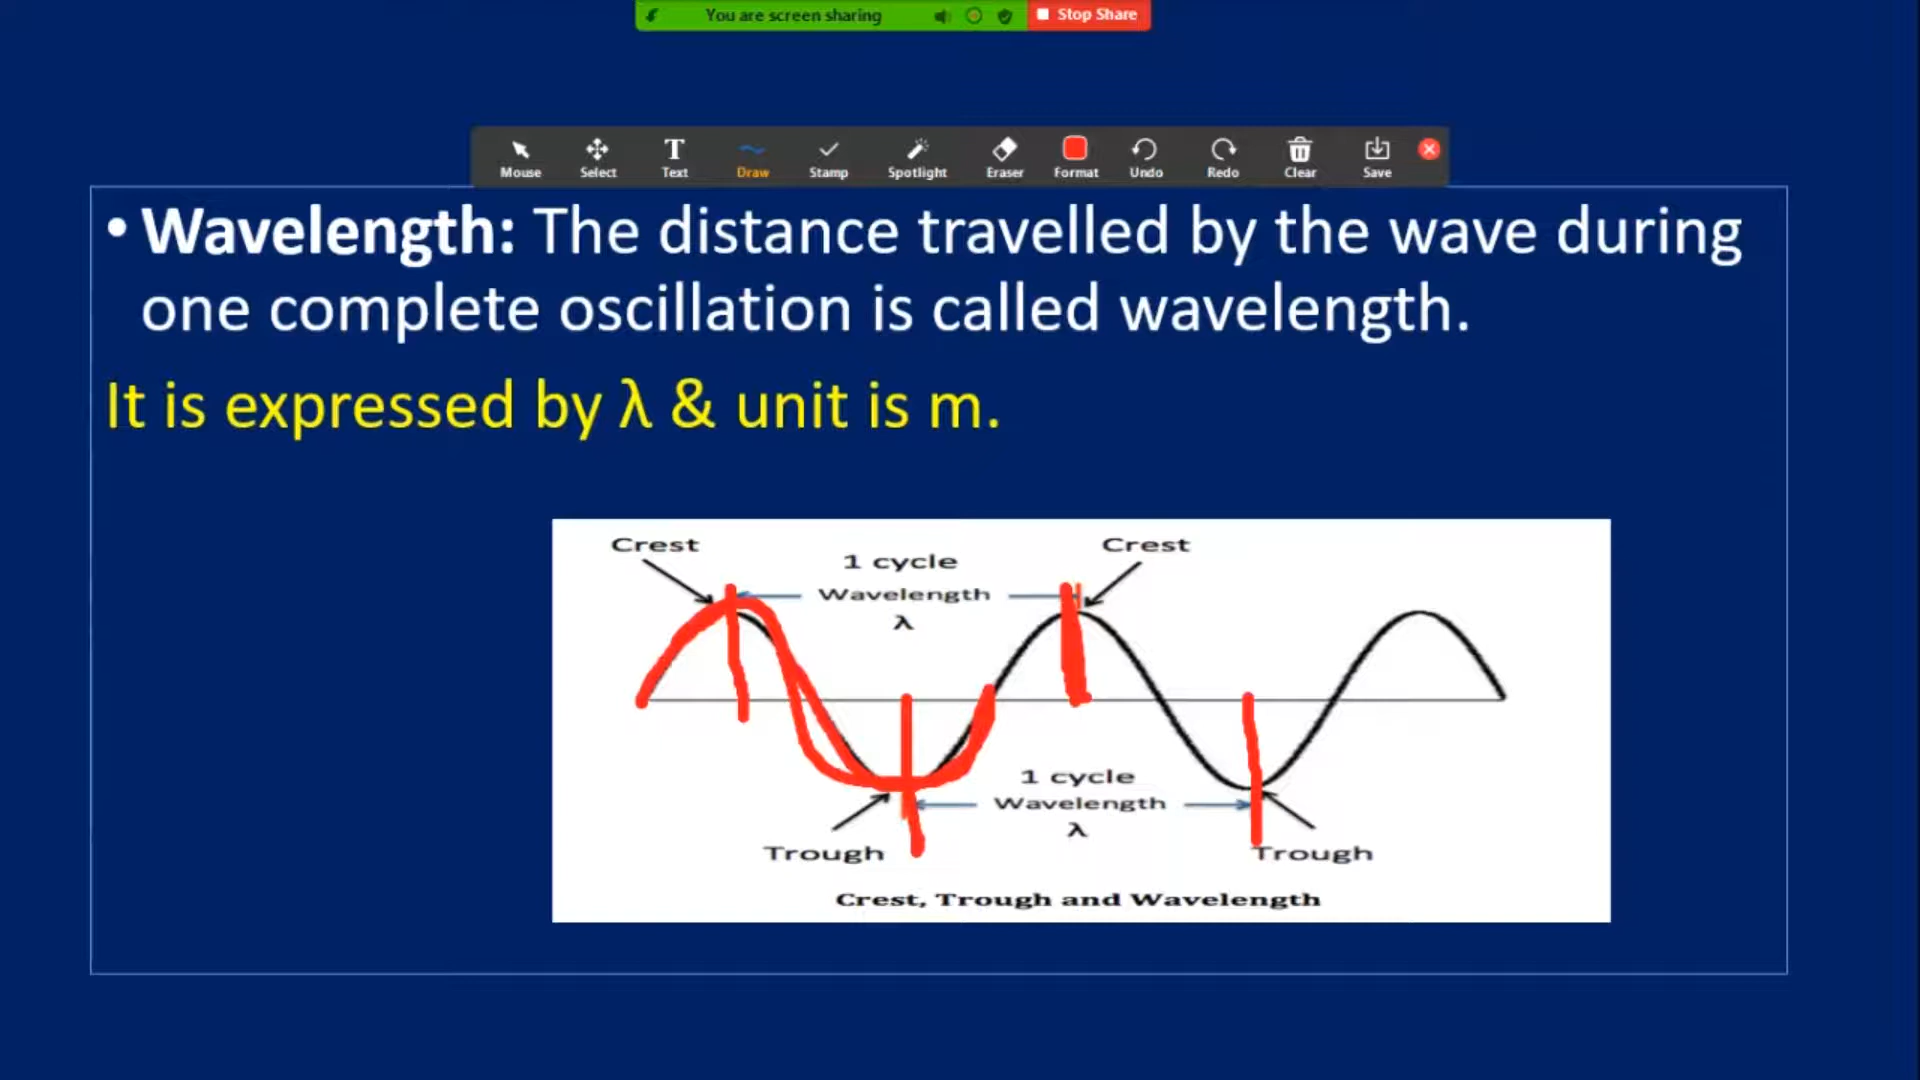 You are screen sharing Stop Share
Mouse Select Text Draw Stamp Spotlight Eraser Format Undo Redo Clear Save
• Wavelength: The distance travelled by the wave during
one complete oscillation is called wavelength.
It is expressed by λ & unit is m.
Crest Crest
1 cycle
Wavelength
λ
1 cycle
Wavelength
λ
Trough Trough
Crest, Trough and Wavelength